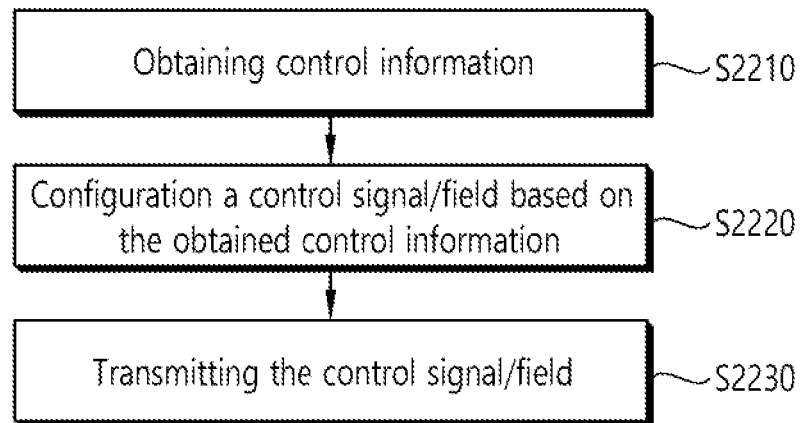 Obtaining control information
S2210
Configuration a control signal/field based on
the obtained control information
S2220
Transmitting the control signal/field
S2230